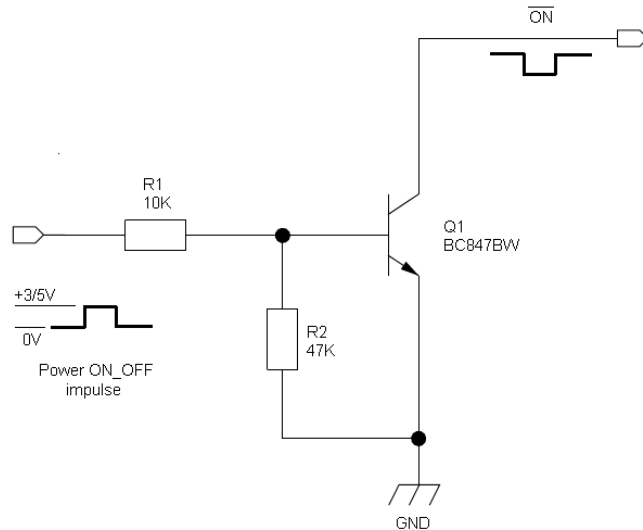 ON
R1
10K
Q1
BC847BW
+3/5V
0V
R2
47K
Power ON_OFF
impulse
GND